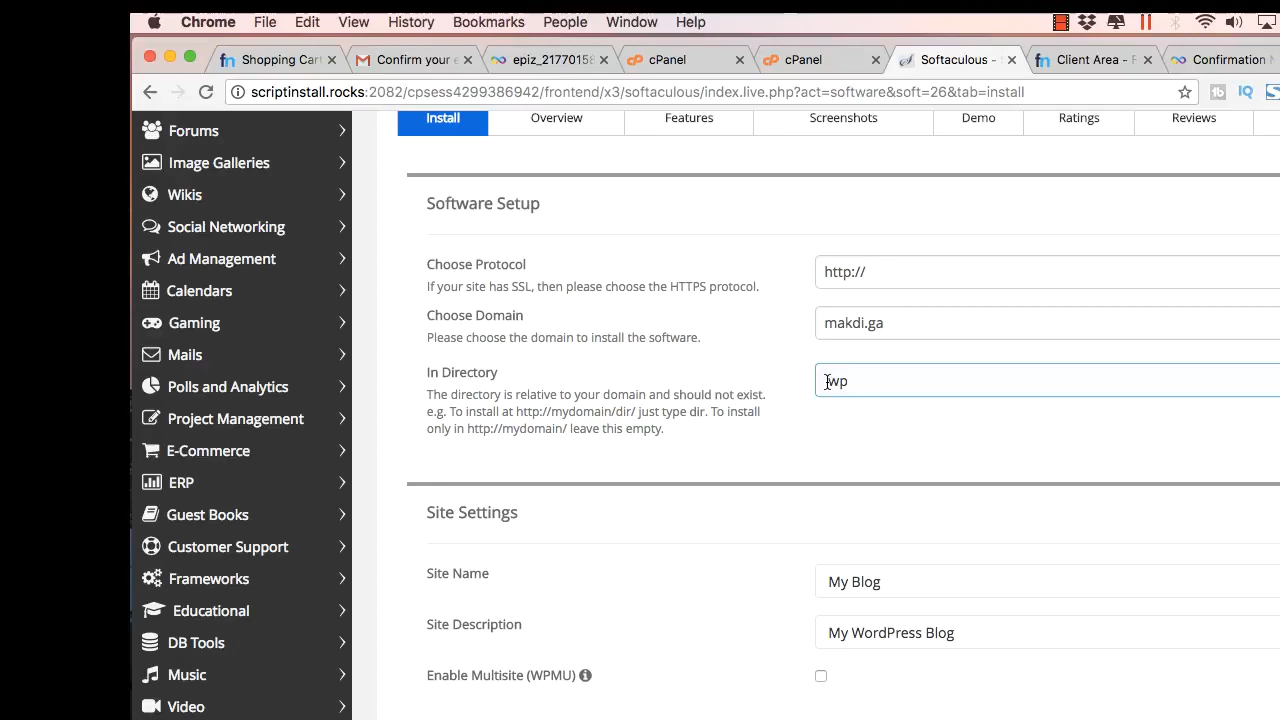 Chrome File Edit View History Bookmarks People Window Help
Shopping Car Confirm your e epiz_2177015 cPanel cPanel Softaculous - Client Area - F Confirmation M
scriptinstall.rocks:2082/cpsess4299386942/frontend/x3/softaculous/index.live.php?act=software&soft=26&tab=install
Install Overview Features Screenshots Demo Ratings Reviews
Forums
Image Galleries
Wikis
Social Networking
Ad Management
Calendars
Gaming
Mails
Polls and Analytics
Project Management
E-Commerce
ERP
Guest Books
Customer Support
Frameworks
Educational
DB Tools
Music
Video
Software Setup
Choose Protocol
If your site has SSL, then please choose the HTTPS protocol.
http://
Choose Domain
Please choose the domain to install the software.
makdi.ga
In Directory
The directory is relative to your domain and should not exist.
e.g. To install at http://mydomain/dir/ just type dir. To install
only in http://mydomain/ leave this empty.
wp
Site Settings
Site Name
My Blog
Site Description
My WordPress Blog
Enable Multisite (WPMU)